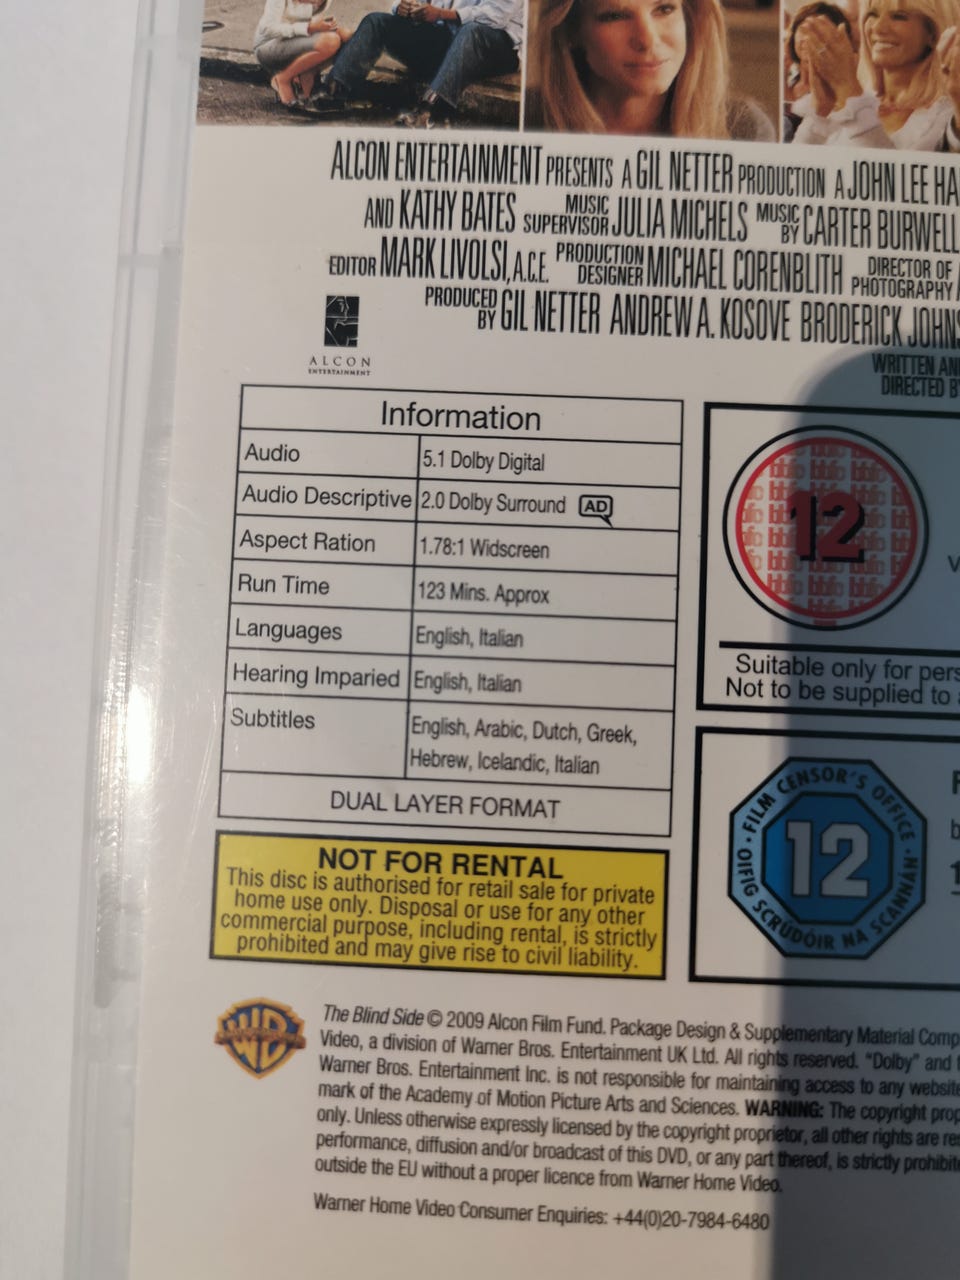 ALCON ENTERTAINMENT PRESENTS A GIL NETTER PRODUCTION A JOHN LEE HA
AND KATHY BATES MUSIC SUPERVISOR JULIA MICHELS MUSIC BY CARTER BURWELL
EDITOR MARK LIVOLSI, A.C.E. PRODUCTION DESIGNER MICHAEL CORENBLITH DIRECTOR OF PHOTOGRAPHY
PRODUCED BY GIL NETTER ANDREW A. KOSOVE BRODERICK JOHNS
WRITTEN AN
DIRECTED B
ALCON
ENTERTAINMENT
Information
Audio 5.1 Dolby Digital
Audio Descriptive 2.0 Dolby Surround AD
Aspect Ration 1.78:1 Widscreen
Run Time 123 Mins. Approx
Languages English, Italian
Hearing Imparied English, Italian
Subtitles English, Arabic, Dutch, Greek,
Hebrew, Icelandic, Italian
DUAL LAYER FORMAT
NOT FOR RENTAL
This disc is authorised for retail sale for private
home use only. Disposal or use for any other
commercial purpose, including rental, is strictly
prohibited and may give rise to civil liability.
12
Suitable only for pers
Not to be supplied to
FILM CENSOR'S OFFICE
12
OIFIG SCRÚDÓIR NA SCANNÁN
WB
The Blind Side © 2009 Alcon Film Fund. Package Design & Supplementary Material Comp
Video, a division of Warner Bros. Entertainment UK Ltd. All rights reserved. "Dolby" and
Warner Bros. Entertainment Inc. is not responsible for maintaining access to any website
mark of the Academy of Motion Picture Arts and Sciences. WARNING: The copyright prop
only. Unless otherwise expressly licensed by the copyright proprietor, all other rights are res
performance, diffusion and/or broadcast of this DVD, or any part thereof, is strictly prohibite
outside the EU without a proper licence from Warner Home Video.
Warner Home Video Consumer Enquiries: +44(0)20-7984-6480